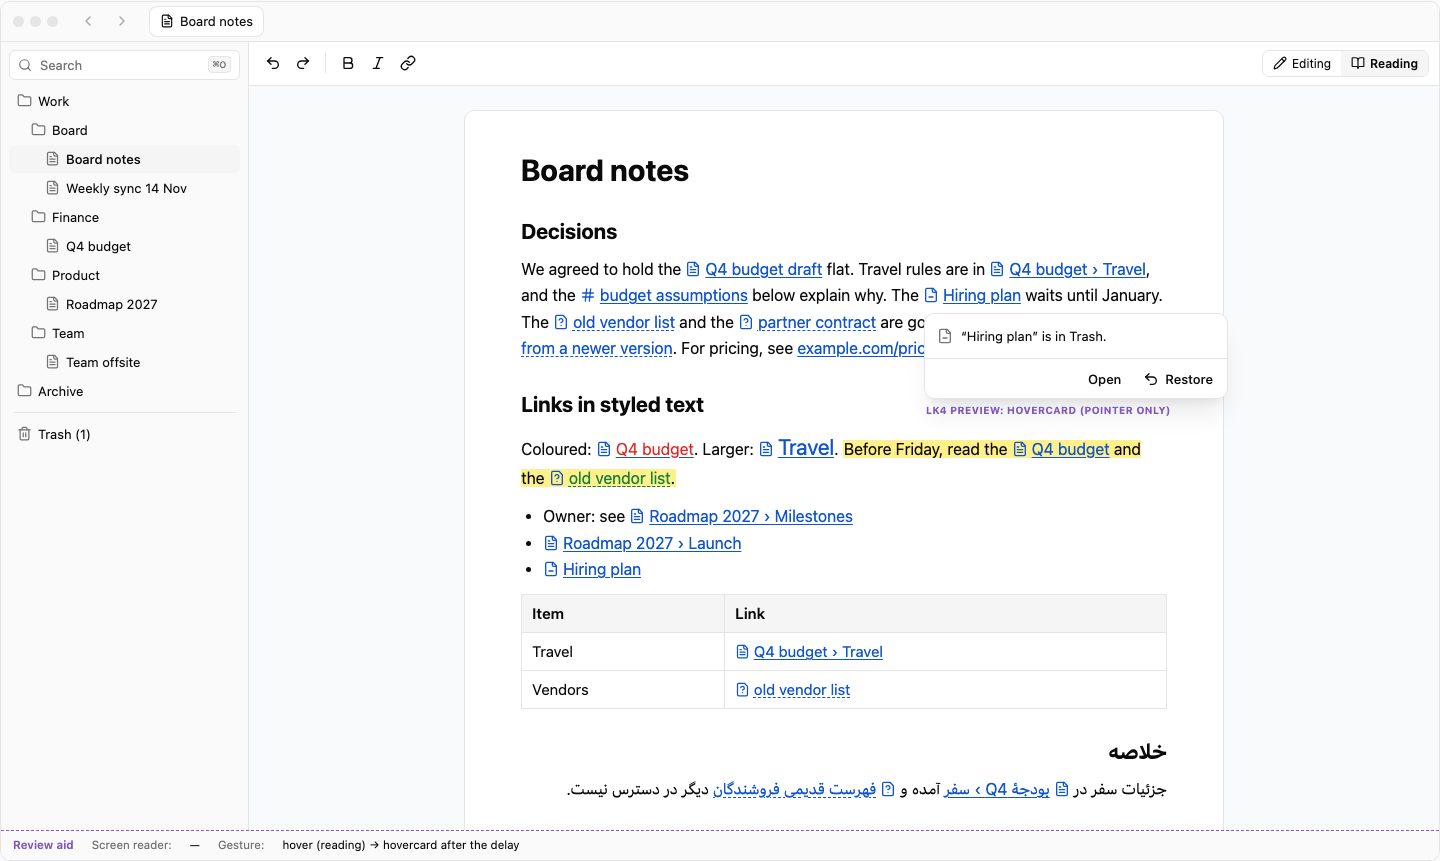 Board notes
Search ⌘O
Work
Board
Board notes
Weekly sync 14 Nov
Finance
Q4 budget
Product
Roadmap 2027
Team
Team offsite
Archive
Trash (1)
B I
Editing Reading
Board notes
Decisions
We agreed to hold the Q4 budget draft flat. Travel rules are in Q4 budget › Travel,
and the # budget assumptions below explain why. The Hiring plan waits until January.
The old vendor list and the partner contract are
from a newer version. For pricing, see
“Hiring plan” is in Trash.
Open Restore
Links in styled text
LK4 PREVIEW: HOVERCARD (POINTER ONLY)
Coloured: Q4 budget. Larger: Travel. Before Friday, read the Q4 budget and
the old vendor list.
• Owner: see Roadmap 2027 › Milestones
• Roadmap 2027 › Launch
• Hiring plan
Item Link
Travel Q4 budget › Travel
Vendors old vendor list
خلاصه
جزئیات سفر در بودجهٔ Q4 › سفر آمده و فهرست قدیمی فروشندگان دیگر در دسترس نیست.
Review aid Screen reader: — Gesture: hover (reading) → hovercard after the delay